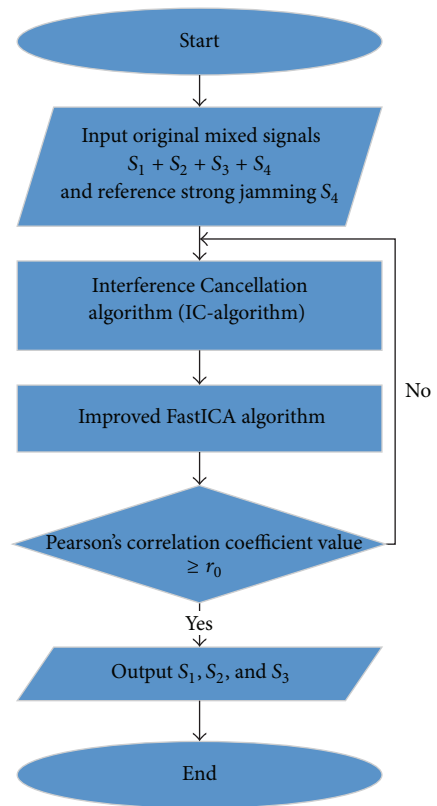 Start
Input original mixed signals
S₁ + S₂ + S₃ + S₄
and reference strong jamming S₄
Interference Cancellation
algorithm (IC-algorithm)
Improved FastICA algorithm
No
Pearson's correlation coefficient value
≥ r₀
Yes
Output S₁, S₂, and S₃
End